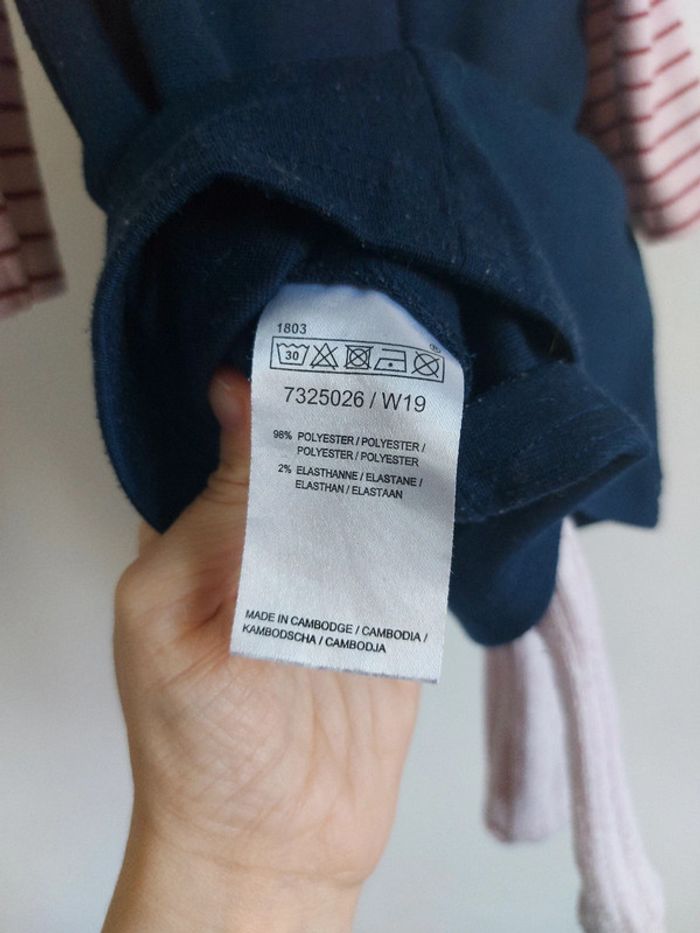 1803
30
7325026 / W19
98% POLYESTER / POLYESTER /
POLYESTER / POLYESTER
2% ELASTHANNE / ELASTANE /
ELASTHAN / ELASTAAN
MADE IN CAMBODGE / CAMBODIA /
KAMBODSCHA / CAMBODJA